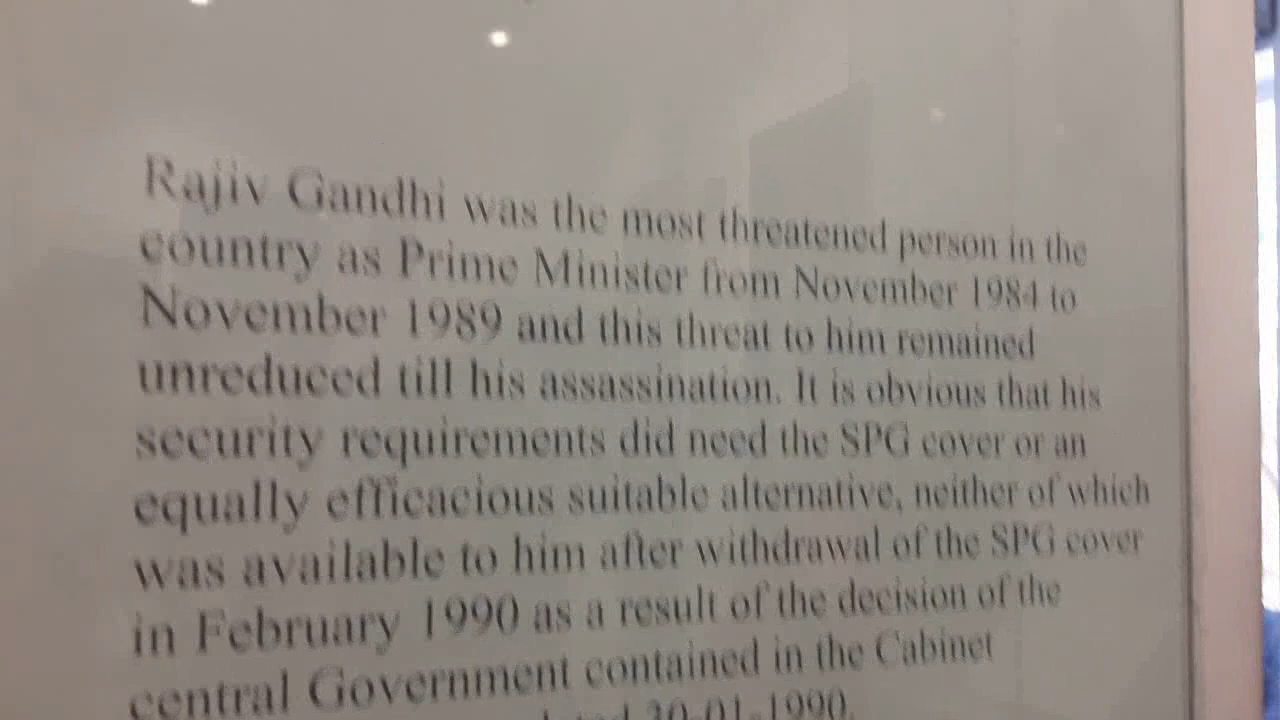 Rajiv Gandhi was the most threatened person in the
country as Prime Minister from November 1984 to
November 1989 and this threat to him remained
unreduced till his assassination. It is obvious that his
security requirements did need the SPG cover or an
equally efficacious suitable alternative, neither of which
was available to him after withdrawal of the SPG cover
in February 1990 as a result of the decision of the
central Government contained in the Cabinet
30-01-1990.